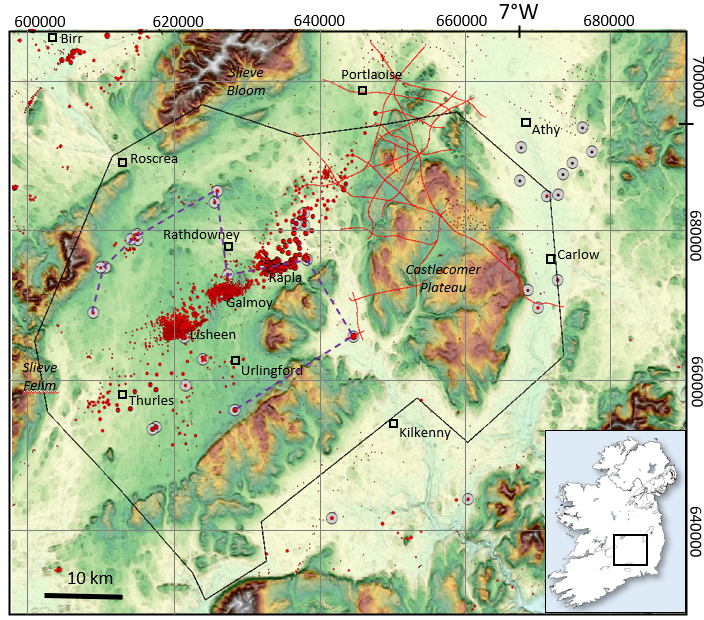 600000 620000 640000 660000 7°W 680000
Birr
Slieve
Bloom
Portlaoise
700000
Athy
Roscrea
Rathdowney
680000
Carlow
Castlecomer
Plateau
Rapla
Galmoy
Lisheen
Urlingford
Slieve
Felim
660000
Thurles
Kilkenny
640000
10 km